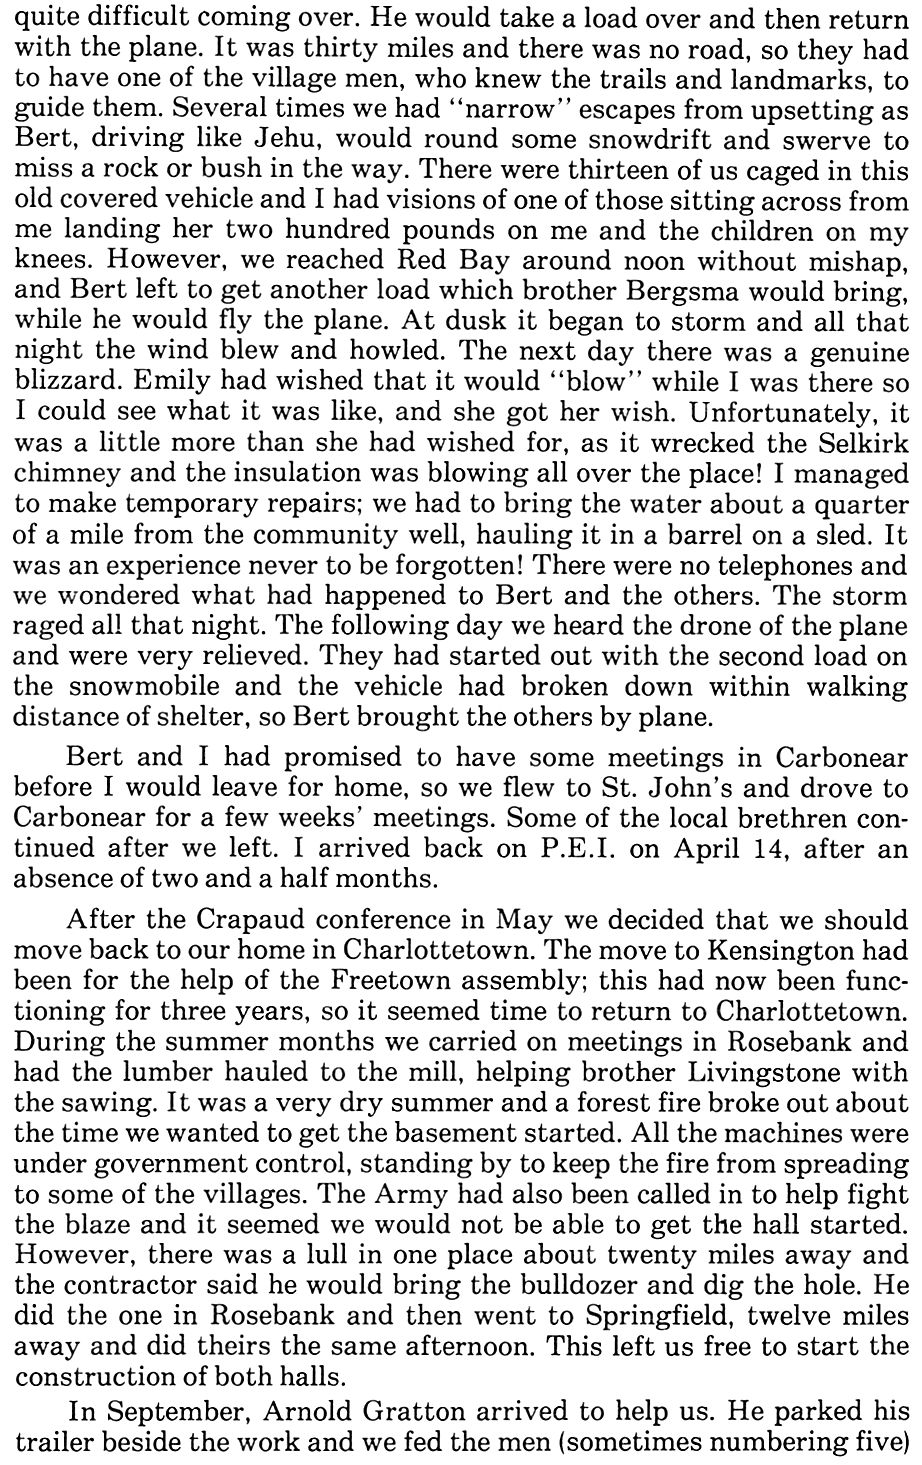 quite difficult coming over. He would take a load over and then return
with the plane. It was thirty miles and there was no road, so they had
to have one of the village men, who knew the trails and landmarks, to
guide them. Several times we had “narrow” escapes from upsetting as
Bert, driving like Jehu, would round some snowdrift and swerve to
miss a rock or bush in the way. There were thirteen of us caged in this
old covered vehicle and I had visions of one of those sitting across from
me landing her two hundred pounds on me and the children on my
knees. However, we reached Red Bay around noon without mishap,
and Bert left to get another load which brother Bergsma would bring,
while he would fly the plane. At dusk it began to storm and all that
night the wind blew and howled. The next day there was a genuine
blizzard. Emily had wished that it would “blow” while I was there so
I could see what it was like, and she got her wish. Unfortunately, it
was a little more than she had wished for, as it wrecked the Selkirk
chimney and the insulation was blowing all over the place! I managed
to make temporary repairs; we had to bring the water about a quarter
of a mile from the community well, hauling it in a barrel on a sled. It
was an experience never to be forgotten! There were no telephones and
we wondered what had happened to Bert and the others. The storm
raged all that night. The following day we heard the drone of the plane
and were very relieved. They had started out with the second load on
the snowmobile and the vehicle had broken down within walking
distance of shelter, so Bert brought the others by plane.
Bert and I had promised to have some meetings in Carbonear
before I would leave for home, so we flew to St. John’s and drove to
Carbonear for a few weeks’ meetings. Some of the local brethren con-
tinued after we left. I arrived back on P.E.I. on April 14, after an
absence of two and a half months.
After the Crapaud conference in May we decided that we should
move back to our home in Charlottetown. The move to Kensington had
been for the help of the Freetown assembly; this had now been func-
tioning for three years, so it seemed time to return to Charlottetown.
During the summer months we carried on meetings in Rosebank and
had the lumber hauled to the mill, helping brother Livingstone with
the sawing. It was a very dry summer and a forest fire broke out about
the time we wanted to get the basement started. All the machines were
under government control, standing by to keep the fire from spreading
to some of the villages. The Army had also been called in to help fight
the blaze and it seemed we would not be able to get the hall started.
However, there was a lull in one place about twenty miles away and
the contractor said he would bring the bulldozer and dig the hole. He
did the one in Rosebank and then went to Springfield, twelve miles
away and did theirs the same afternoon. This left us free to start the
construction of both halls.
In September, Arnold Gratton arrived to help us. He parked his
trailer beside the work and we fed the men (sometimes numbering five)